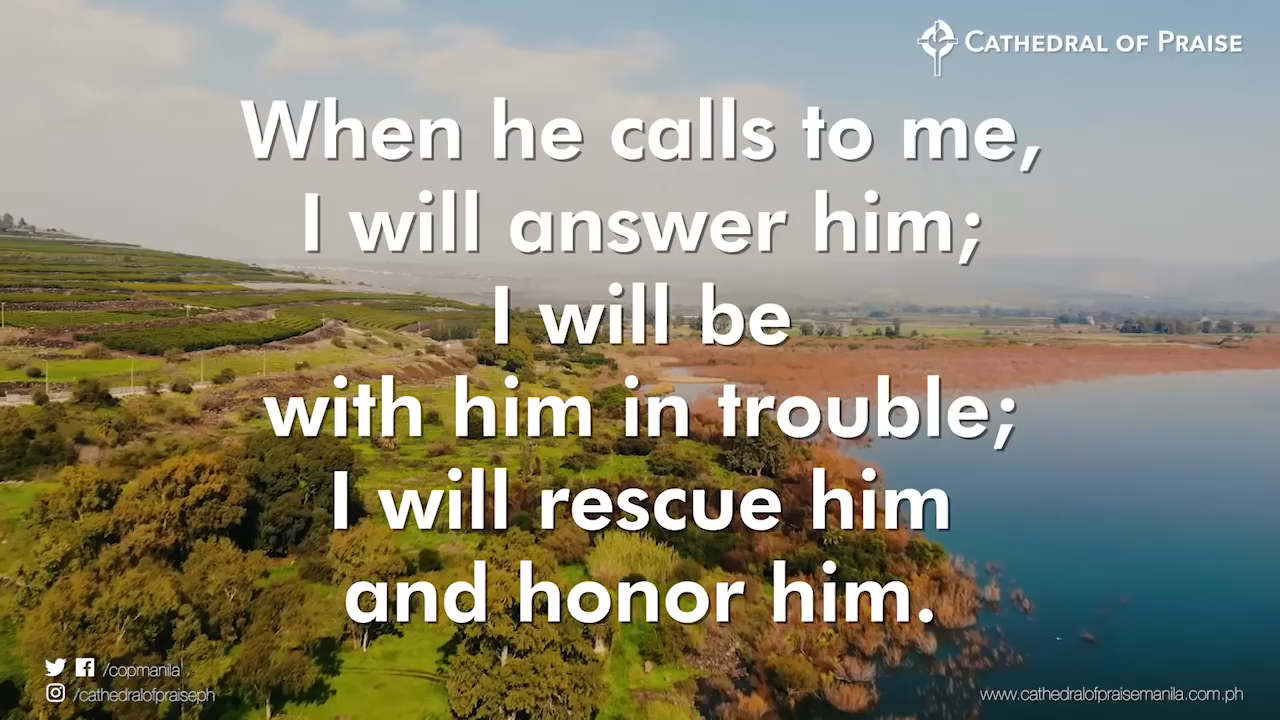 CATHEDRAL OF PRAISE
When he calls to me,
I will answer him;
I will be
with him in trouble;
I will rescue him
and honor him.
/copmanila
/cathedralofpraiseph
www.cathedralofpraisemanila.com.ph